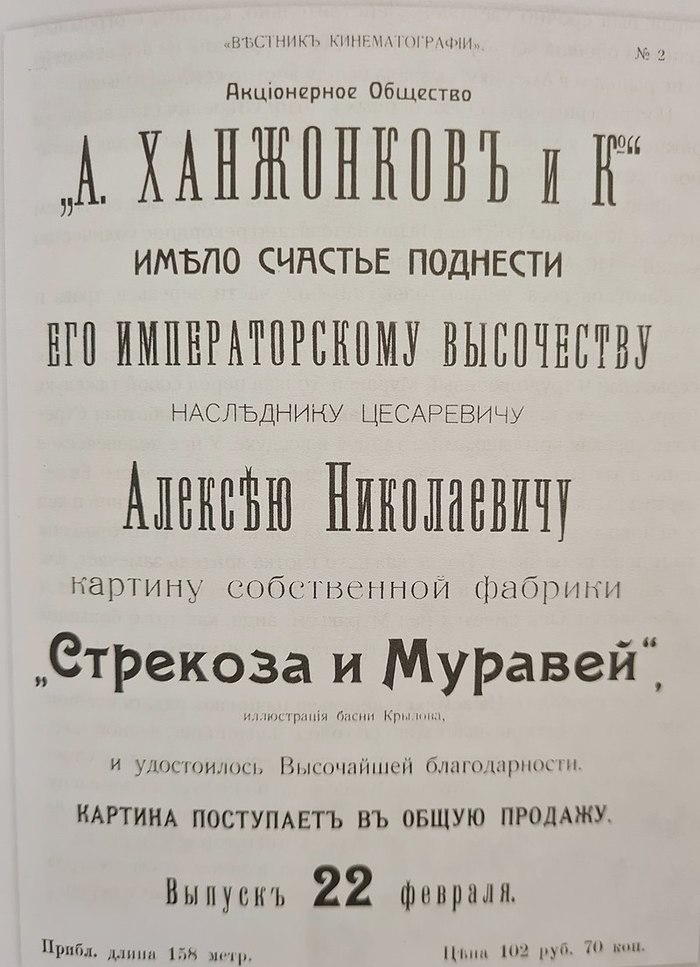 «ВѢСТНИКЪ КИНЕМАТОГРАФІИ».
№ 2
Акціонерное Общество
„А. ХАНЖОНКОВЪ и Ко“
ИМѢЛО СЧАСТЬЕ ПОДНЕСТИ
ЕГО ИМПЕРАТОРСКОМУ ВЫСОЧЕСТВУ
НАСЛѢДНИКУ ЦЕСАРЕВИЧУ
Алексѣю Николаевичу
картину собственной фабрики
„Стрекоза и Муравей“,
иллюстрація басни Крылова,
и удостоилось Высочайшей благодарности.
КАРТИНА ПОСТУПАЕТЪ ВЪ ОБЩУЮ ПРОДАЖУ.
Выпускъ 22 февраля.
Прибл. длина 158 метр.
Цѣна 102 руб. 70 коп.